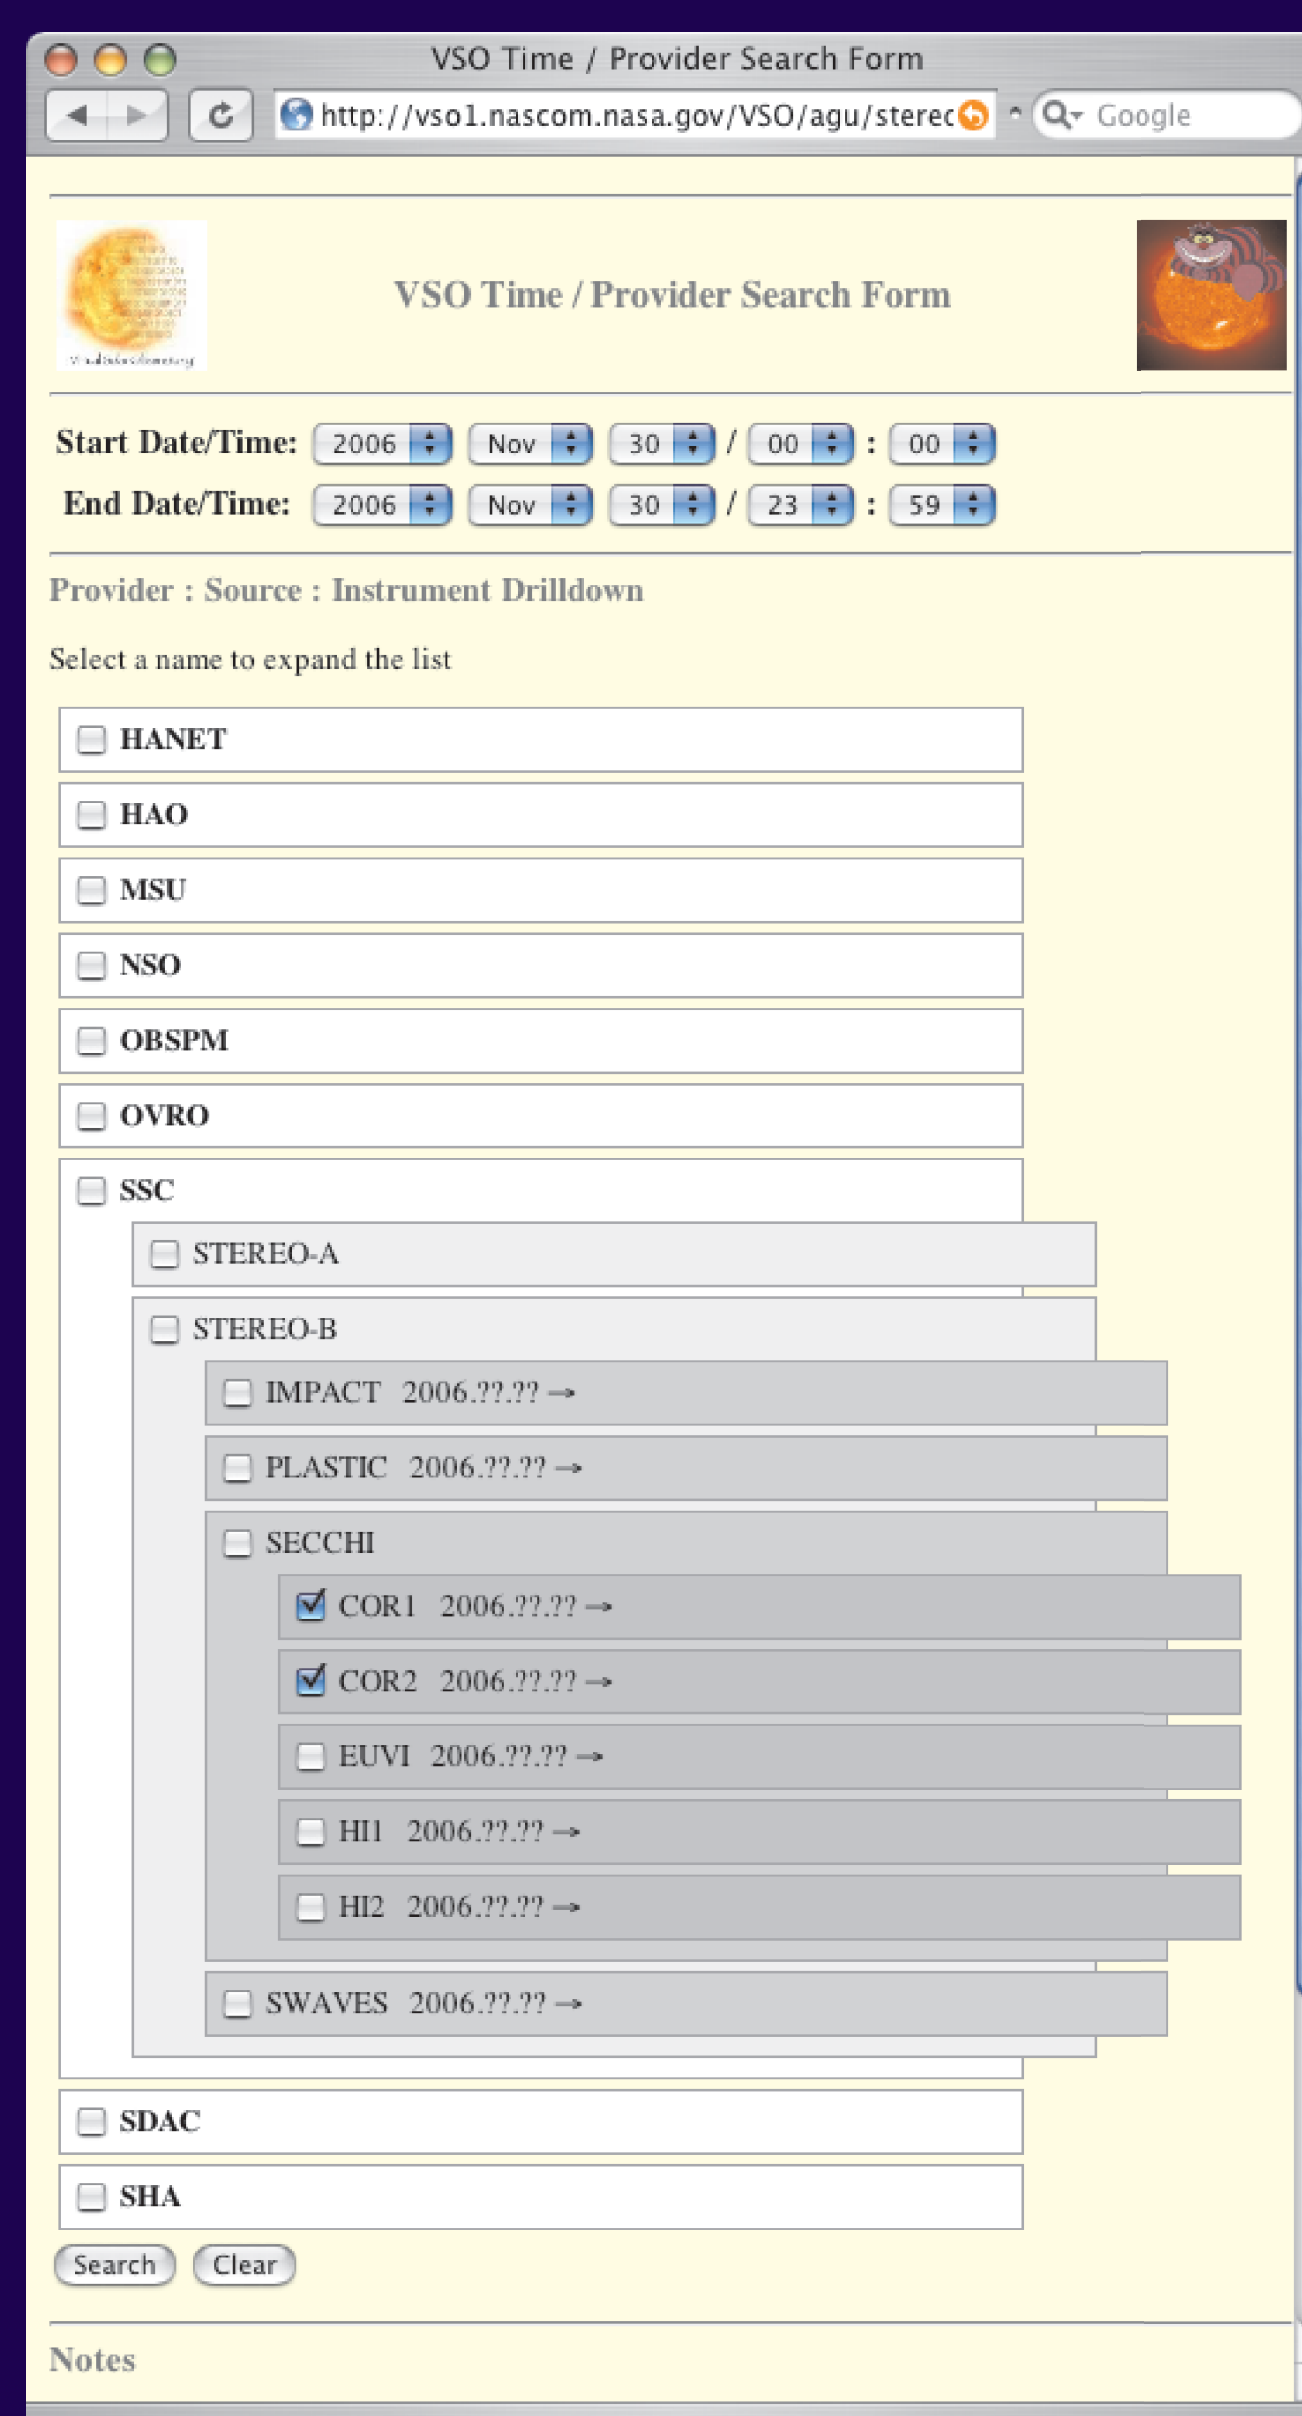 VSO Time / Provider Search Form
http://vso1.nascom.nasa.gov/VSO/agu/sterec
Google
VSO Time / Provider Search Form
Start Date/Time: 2006 Nov 30 / 00 : 00
End Date/Time: 2006 Nov 30 / 23 : 59
Provider : Source : Instrument Drilldown
Select a name to expand the list
HANET
HAO
MSU
NSO
OBSPM
OVRO
SSC
STEREO-A
STEREO-B
IMPACT 2006.??.?? →
PLASTIC 2006.??.?? →
SECCHI
COR1 2006.??.?? →
COR2 2006.??.?? →
EUVI 2006.??.?? →
HI1 2006.??.?? →
HI2 2006.??.?? →
SWAVES 2006.??.?? →
SDAC
SHA
Search Clear
Notes